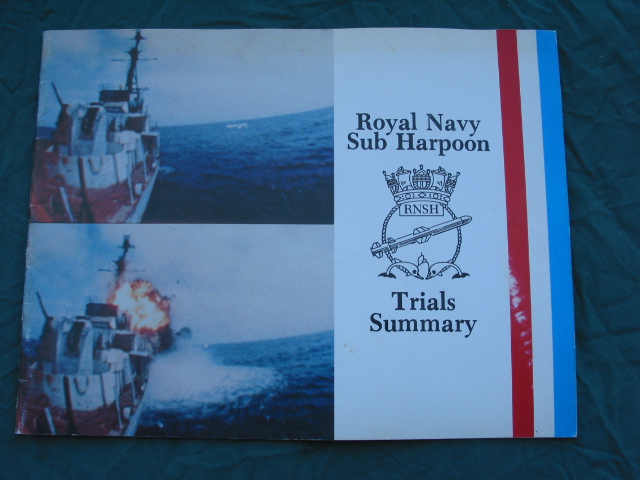 Royal Navy
Sub Harpoon
RNSH
Trials
Summary